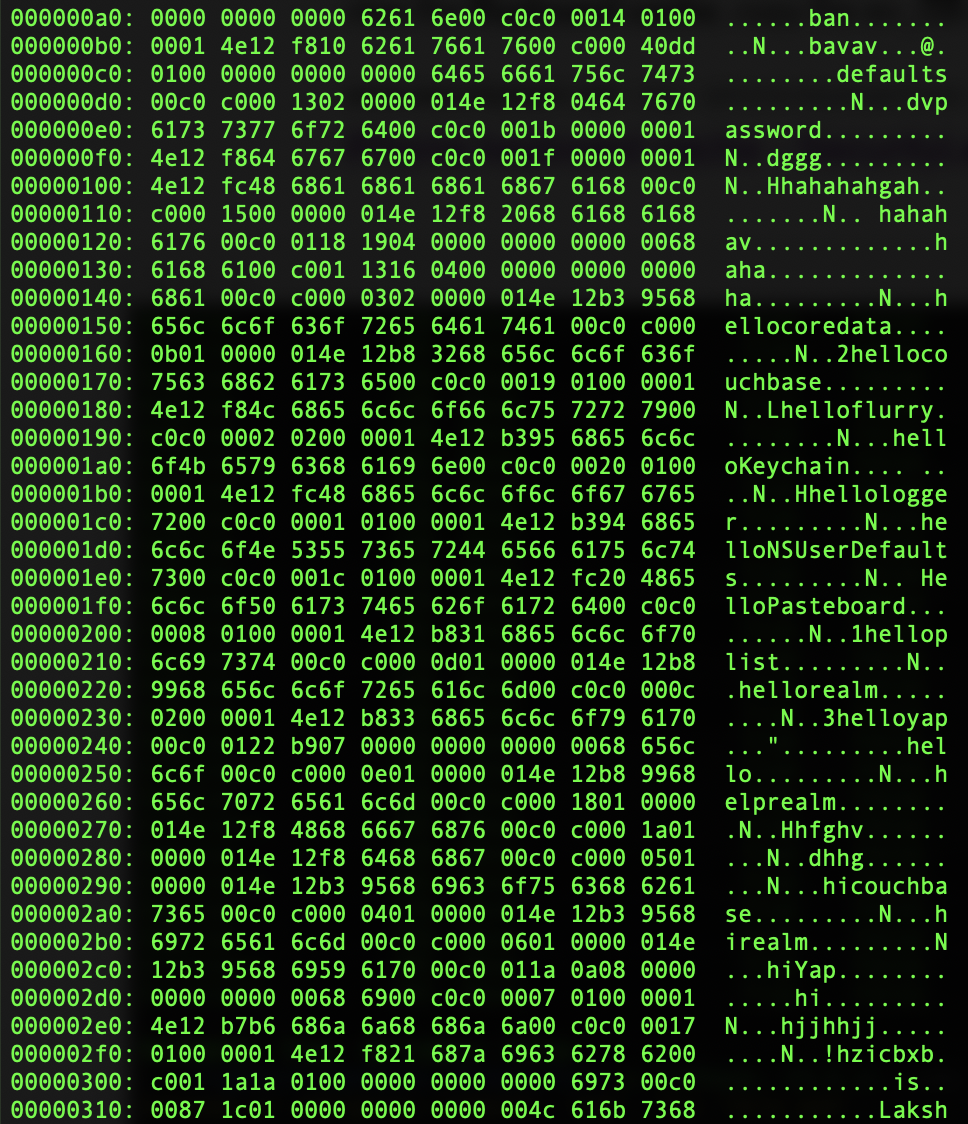 000000a0: 0000 0000 0000 6261 6e00 c0c0 0014 0100  ......ban.......
000000b0: 0001 4e12 f810 6261 7661 7600 c000 40dd  ..N...bavav...@.
000000c0: 0100 0000 0000 0000 6465 6661 756c 7473  ........defaults
000000d0: 00c0 c000 1302 0000 014e 12f8 0464 7670  .........N...dvp
000000e0: 6173 7377 6f72 6400 c0c0 001b 0000 0001  assword.........
000000f0: 4e12 f864 6767 6700 c0c0 001f 0000 0001  N..dggg.........
00000100: 4e12 fc48 6861 6861 6861 6867 6168 00c0  N..Hhahahahgah..
00000110: c000 1500 0000 014e 12f8 2068 6168 6168  .......N.. hahah
00000120: 6176 00c0 0118 1904 0000 0000 0000 0068  av.............h
00000130: 6168 6100 c001 1316 0400 0000 0000 0000  aha.............
00000140: 6861 00c0 c000 0302 0000 014e 12b3 9568  ha.........N...h
00000150: 656c 6c6f 636f 7265 6461 7461 00c0 c000  ellocoredata....
00000160: 0b01 0000 014e 12b8 3268 656c 6c6f 636f  .....N..2helloco
00000170: 7563 6862 6173 6500 c0c0 0019 0100 0001  uchbase.........
00000180: 4e12 f84c 6865 6c6c 6f66 6c75 7272 7900  N..Lhelloflurry.
00000190: c0c0 0002 0200 0001 4e12 b395 6865 6c6c  ........N...hell
000001a0: 6f4b 6579 6368 6169 6e00 c0c0 0020 0100  oKeychain.... ..
000001b0: 0001 4e12 fc48 6865 6c6c 6f6c 6f67 6765  ..N..Hhellologge
000001c0: 7200 c0c0 0001 0100 0001 4e12 b394 6865  r.........N...he
000001d0: 6c6c 6f4e 5355 7365 7244 6566 6175 6c74  lloNSUserDefault
000001e0: 7300 c0c0 001c 0100 0001 4e12 fc20 4865  s.........N.. He
000001f0: 6c6c 6f50 6173 7465 626f 6172 6400 c0c0  lloPasteboard...
00000200: 0008 0100 0001 4e12 b831 6865 6c6c 6f70  ......N..1hellop
00000210: 6c69 7374 00c0 c000 0d01 0000 014e 12b8  list.........N..
00000220: 9968 656c 6c6f 7265 616c 6d00 c0c0 000c  .hellorealm.....
00000230: 0200 0001 4e12 b833 6865 6c6c 6f79 6170  ....N..3helloyap
00000240: 00c0 0122 b907 0000 0000 0000 0068 656c  ...".........hel
00000250: 6c6f 00c0 c000 0e01 0000 014e 12b8 9968  lo.........N...h
00000260: 656c 7072 6561 6c6d 00c0 c000 1801 0000  elprealm........
00000270: 014e 12f8 4868 6667 6876 00c0 c000 1a01  .N..Hhfghv......
00000280: 0000 014e 12f8 6468 6867 00c0 c000 0501  ...N..dhhg......
00000290: 0000 014e 12b3 9568 6963 6f75 6368 6261  ...N...hicouchba
000002a0: 7365 00c0 c000 0401 0000 014e 12b3 9568  se.........N...h
000002b0: 6972 6561 6c6d 00c0 c000 0601 0000 014e  irealm.........N
000002c0: 12b3 9568 6959 6170 00c0 011a 0a08 0000  ...hiYap........
000002d0: 0000 0000 0068 6900 c0c0 0007 0100 0001  .....hi.........
000002e0: 4e12 b7b6 686a 6a68 686a 6a00 c0c0 0017  N...hjjhhjj.....
000002f0: 0100 0001 4e12 f821 687a 6963 6278 6200  ....N..!hzicbxb.
00000300: c001 1a1a 0100 0000 0000 0000 6973 00c0  ............is..
00000310: 0087 1c01 0000 0000 0000 004c 616b 7368  ...........Laksh